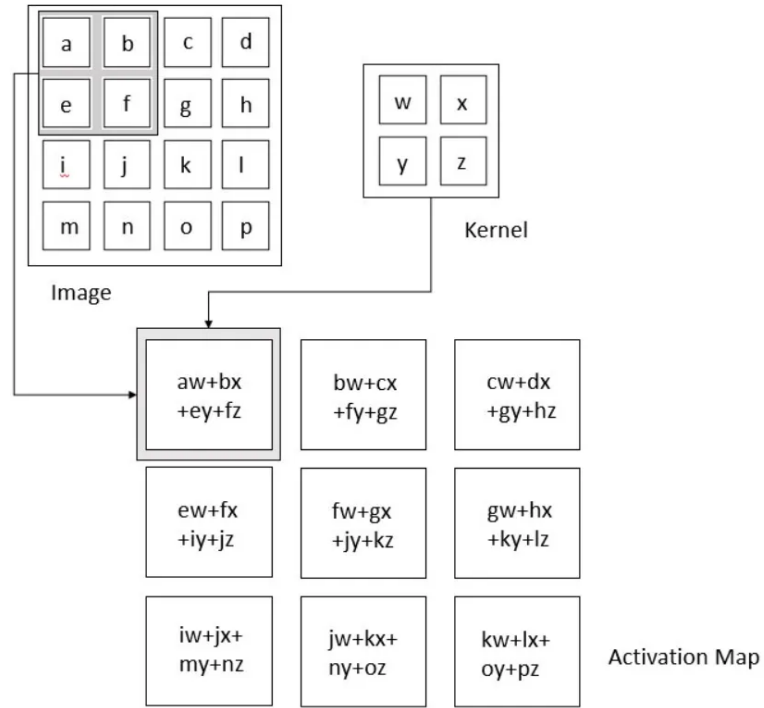 a b c d
e f g h
i j k l
m n o p
Image
w x
y z
Kernel
aw+bx
+ey+fz
bw+cx
+fy+gz
cw+dx
+gy+hz
ew+fx
+iy+jz
fw+gx
+jy+kz
gw+hx
+ky+lz
iw+jx+
my+nz
jw+kx+
ny+oz
kw+lx+
oy+pz
Activation Map